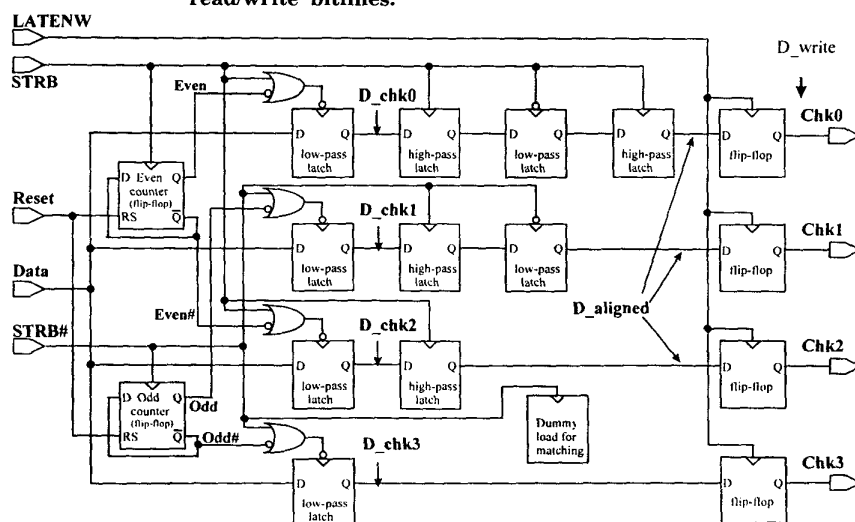 read/write bitlines.
LATENW
STRB
Reset
Data
STRB#
Even
Even#
Odd
Odd#
D Even Q
counter
(flip-flop)
RS Q
D Odd Q
counter
(flip-flop)
RS Q
D_chk0
D Q
low-pass
latch
D Q
high-pass
latch
D Q
low-pass
latch
D Q
high-pass
latch
D Q
flip-flop
D_write
Chk0
D_chk1
D Q
low-pass
latch
D Q
high-pass
latch
D Q
low-pass
latch
D Q
flip-flop
Chk1
D_aligned
D_chk2
D Q
low-pass
latch
D Q
high-pass
latch
D Q
flip-flop
Chk2
Dummy
load for
matching
D_chk3
D Q
low-pass
latch
D Q
flip-flop
Chk3